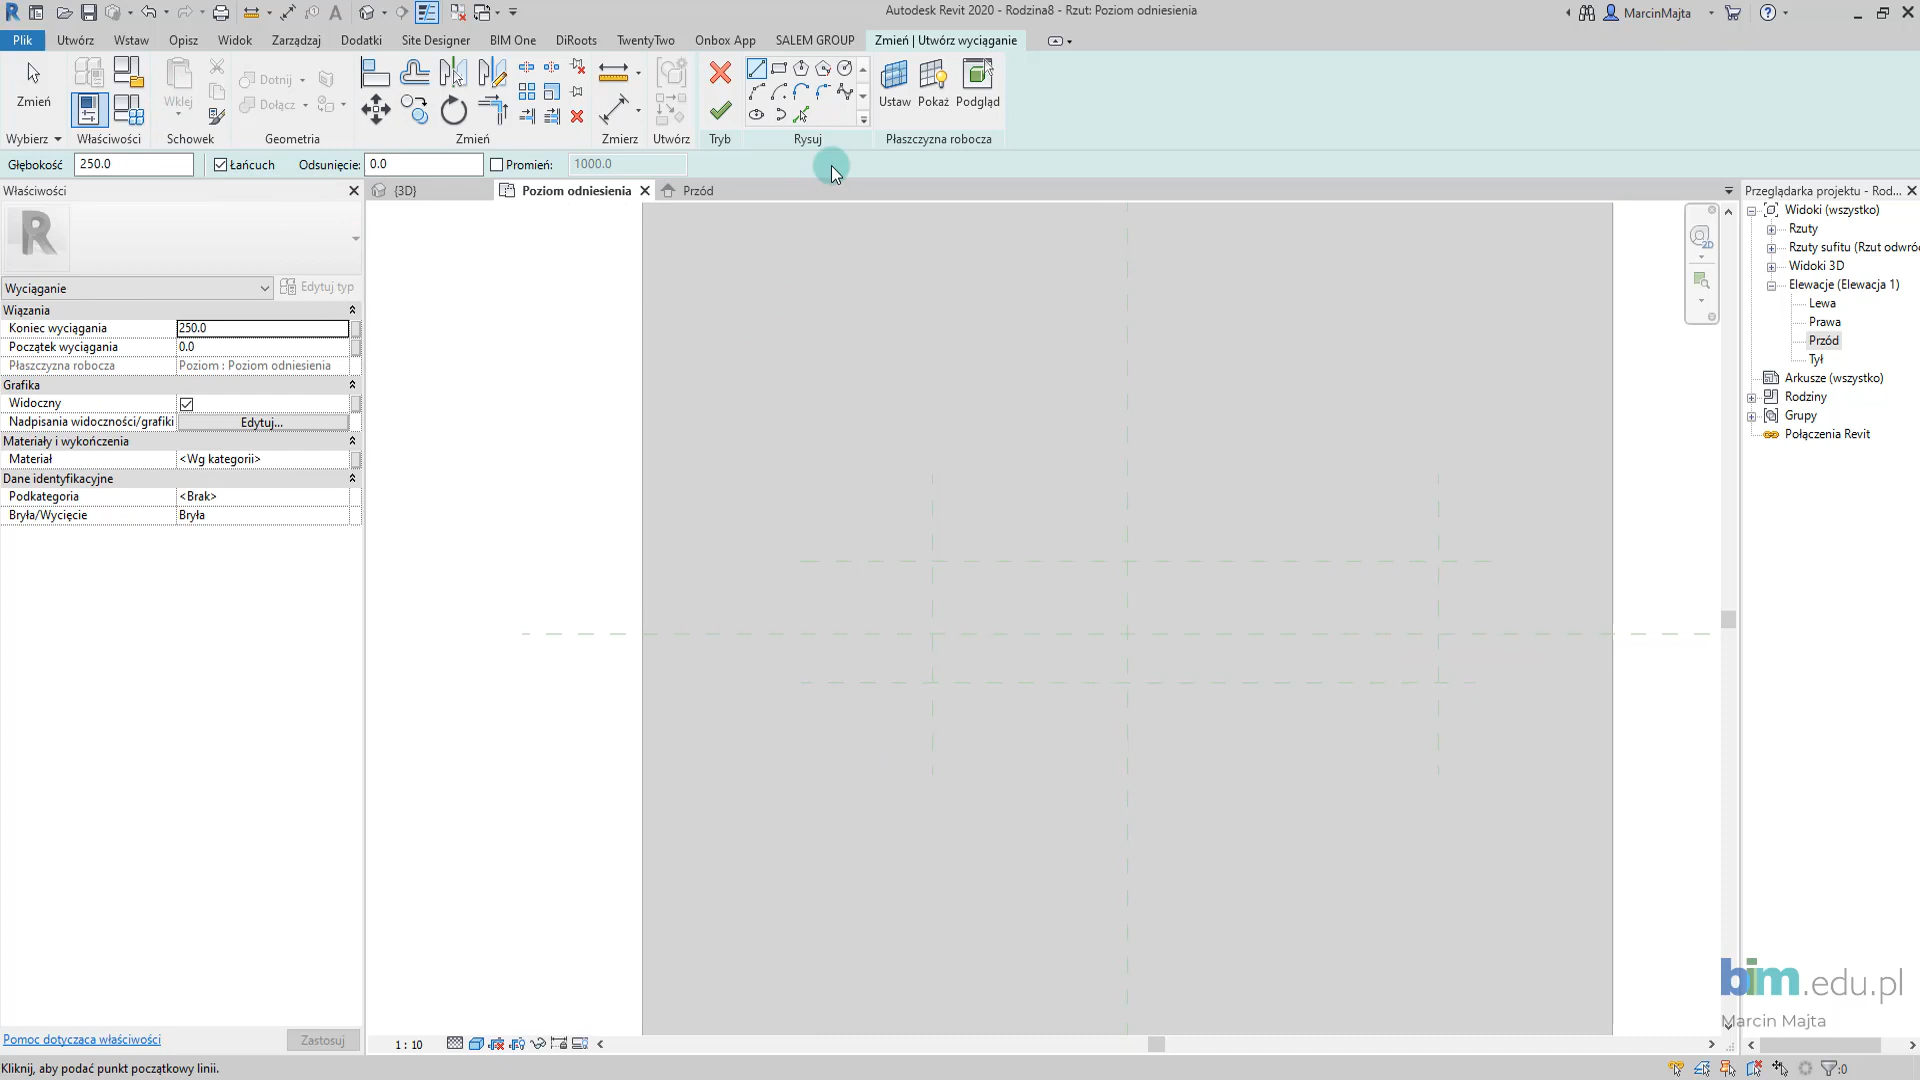 Autodesk Revit 2020 - Rodzina8 - Rzut: Poziom odniesienia
MarcinMajta
Plik
Utwórz
Wstaw
Opisz
Widok
Zarządzaj
Dodatki
Site Designer
BIM One
DiRoots
TwentyTwo
Onbox App
SALEM GROUP
Zmień | Utwórz wyciąganie
Zmień
Wklej
Dotnij
Dołącz
Ustaw
Pokaż
Podgląd
Wybierz
Właściwości
Schowek
Geometria
Zmień
Zmierz
Utwórz
Tryb
Rysuj
Płaszczyzna robocza
Głębokość
250.0
Łańcuch
Odsunięcie:
0.0
Promień:
1000.0
Właściwości
{3D}
Poziom odniesienia
Przód
Przeglądarka projektu - Rod...
R
Wyciąganie
Edytuj typ
Wiązania
Koniec wyciągania
250.0
Początek wyciągania
0.0
Płaszczyzna robocza
Poziom : Poziom odniesienia
Grafika
Widoczny
Nadpisania widoczności/grafiki
Edytuj...
Materiały i wykończenia
Materiał
<Wg kategorii>
Dane identyfikacyjne
Podkategoria
<Brak>
Bryła/Wycięcie
Bryła
2D
Widoki (wszystko)
Rzuty
Rzuty sufitu (Rzut odwró
Widoki 3D
Elewacje (Elewacja 1)
Lewa
Prawa
Przód
Tył
Arkusze (wszystko)
Rodziny
Grupy
Połączenia Revit
bim.edu.pl
Marcin Majta
Pomoc dotycząca właściwości
Zastosuj
1 : 10
Kliknij, aby podać punkt początkowy linii.
:0